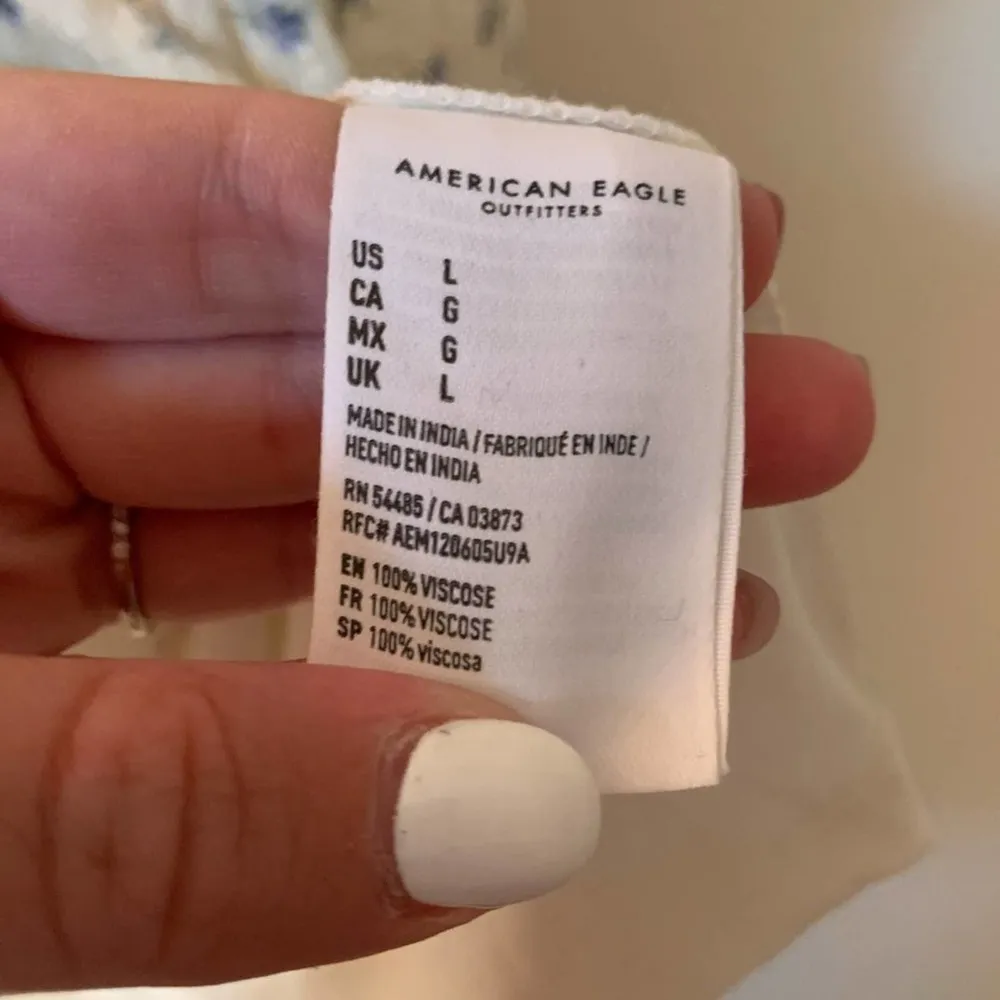 AMERICAN EAGLE
OUTFITTERS
US L
CA G
MX G
UK L
MADE IN INDIA / FABRIQUÉ EN INDE /
HECHO EN INDIA
RN 54485 / CA 03873
RFC# AEM120605U9A
EN 100% VISCOSE
FR 100% VISCOSE
SP 100% viscosa